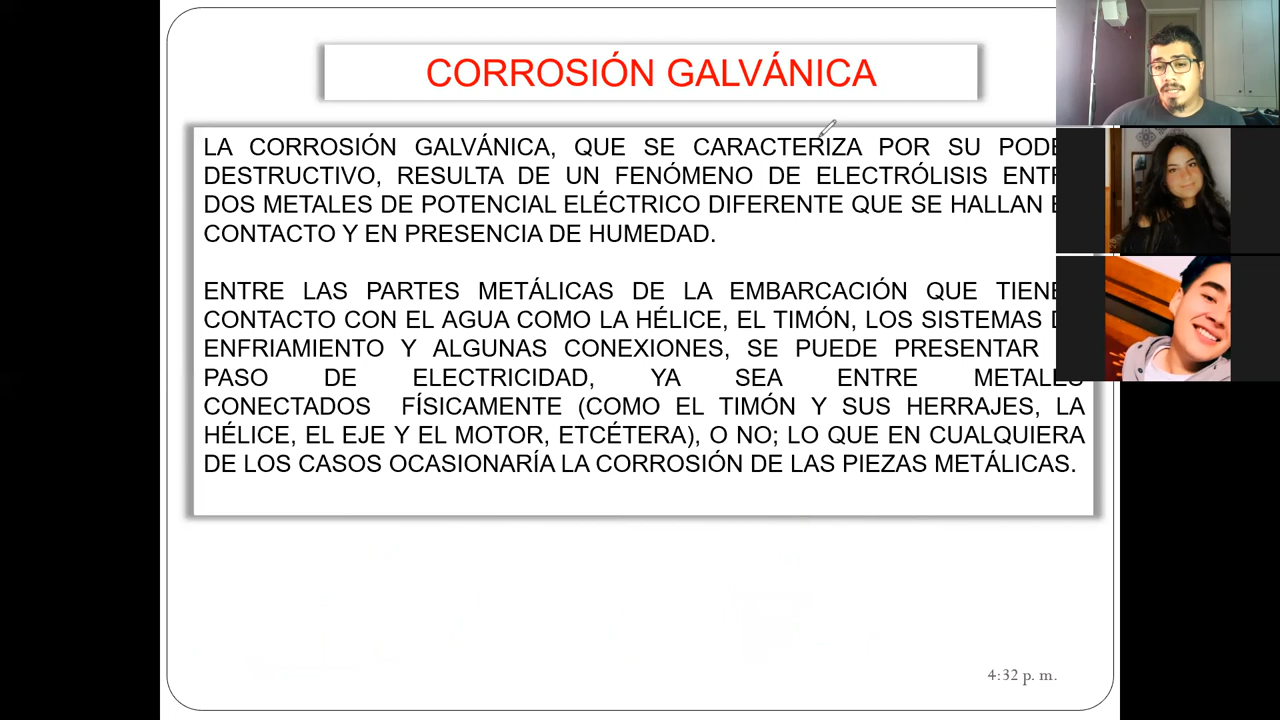 CORROSIÓN GALVÁNICA
LA CORROSIÓN GALVÁNICA, QUE SE CARACTERIZA POR SU
DESTRUCTIVO, RESULTA DE UN FENÓMENO DE ELECTRÓLISIS
DOS METALES DE POTENCIAL ELÉCTRICO DIFERENTE QUE SE HALLAN
CONTACTO Y EN PRESENCIA DE HUMEDAD.
ENTRE LAS PARTES METÁLICAS DE LA EMBARCACIÓN QUE
CONTACTO CON EL AGUA COMO LA HÉLICE, EL TIMÓN, LOS SISTEMAS
ENFRIAMIENTO Y ALGUNAS CONEXIONES, SE PUEDE PRESENTAR
PASO DE ELECTRICIDAD, YA SEA ENTRE METALES
CONECTADOS FÍSICAMENTE (COMO EL TIMÓN Y SUS HERRAJES, LA
HÉLICE, EL EJE Y EL MOTOR, ETCÉTERA), O NO; LO QUE EN CUALQUIERA
DE LOS CASOS OCASIONARÍA LA CORROSIÓN DE LAS PIEZAS METÁLICAS.
4:32 p. m.